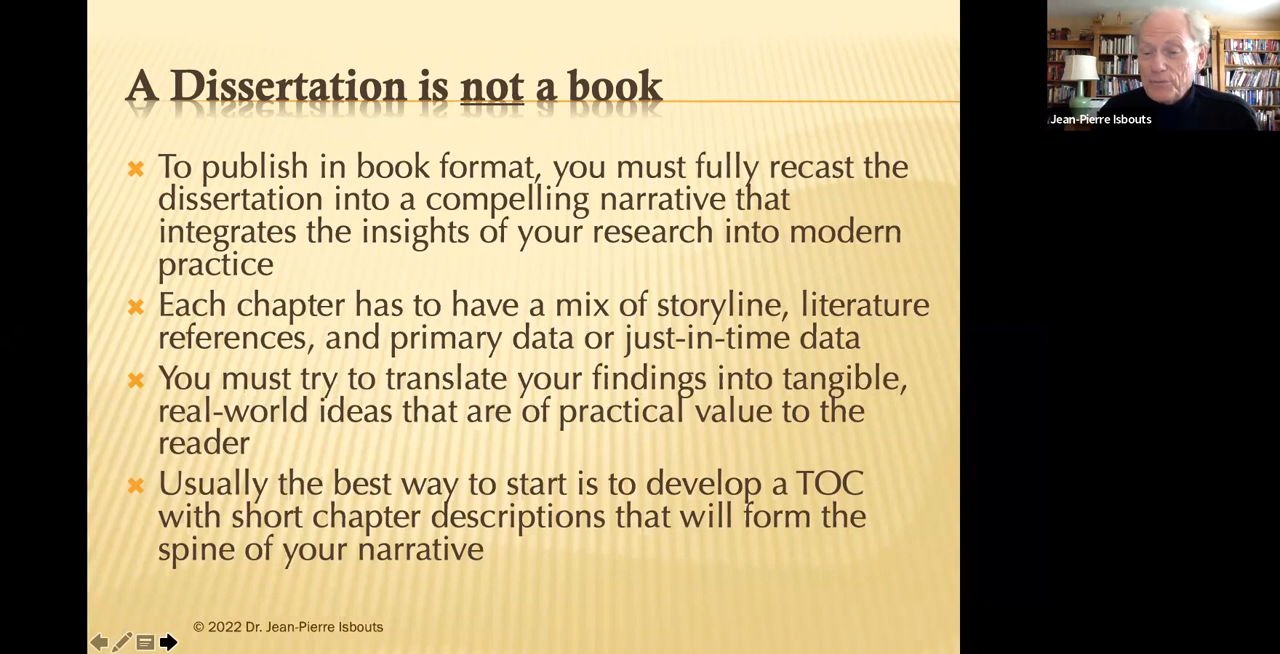 A Dissertation is not a book
To publish in book format, you must fully recast the
dissertation into a compelling narrative that
integrates the insights of your research into modern
practice
Each chapter has to have a mix of storyline, literature
references, and primary data or just-in-time data
You must try to translate your findings into tangible,
real-world ideas that are of practical value to the
reader
Usually the best way to start is to develop a TOC
with short chapter descriptions that will form the
spine of your narrative
© 2022 Dr. Jean-Pierre Isbouts
Jean-Pierre Isbouts